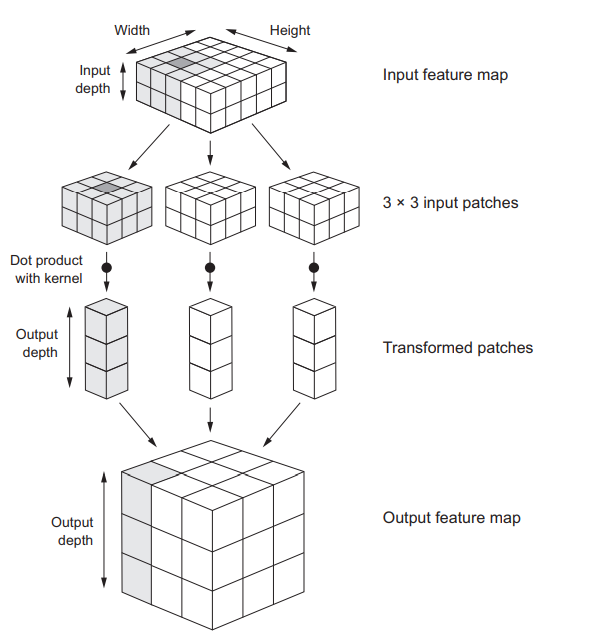 Width
Height
Input
depth
Input feature map
3 × 3 input patches
Dot product
with kernel
Output
depth
Transformed patches
Output
depth
Output feature map